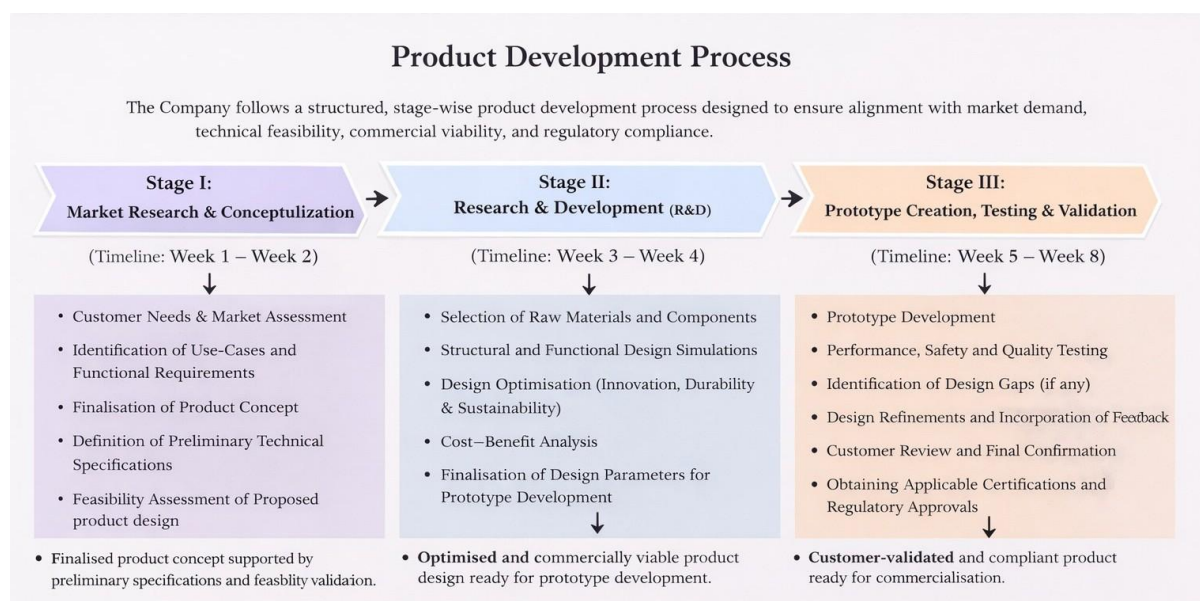 Product Development Process
The Company follows a structured, stage-wise product development process designed to ensure alignment with market demand,
technical feasibility, commercial viability, and regulatory compliance.
Stage I:
Market Research & Conceptulization
(Timeline: Week 1 – Week 2)
• Customer Needs & Market Assessment
• Identification of Use-Cases and
Functional Requirements
• Finalisation of Product Concept
• Definition of Preliminary Technical
Specifications
• Feasibility Assessment of Proposed
product design
• Finalised product concept supported by
preliminary specifications and feasblity validaion.
Stage II:
Research & Development (R&D)
(Timeline: Week 3 – Week 4)
• Selection of Raw Materials and Components
• Structural and Functional Design Simulations
• Design Optimisation (Innovation, Durability
& Sustainability)
• Cost–Benefit Analysis
• Finalisation of Design Parameters for
Prototype Development
• Optimised and commercially viable product
design ready for prototype development.
Stage III:
Prototype Creation, Testing & Validation
(Timeline: Week 5 – Week 8)
• Prototype Development
• Performance, Safety and Quality Testing
• Identification of Design Gaps (if any)
• Design Refinements and Incorporation of Feedback
• Customer Review and Final Confirmation
• Obtaining Applicable Certifications and
Regulatory Approvals
• Customer-validated and compliant product
ready for commercialisation.